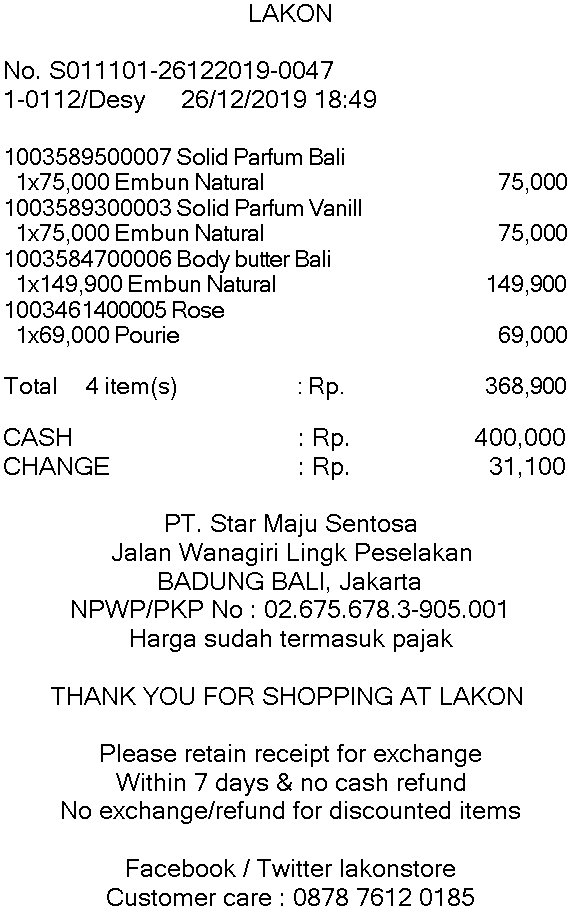 LAKON
No. S011101-26122019-0047
1-0112/Desy 26/12/2019 18:49
1003589500007 Solid Parfum Bali
1x75,000 Embun Natural 75,000
1003589300003 Solid Parfum Vanill
1x75,000 Embun Natural 75,000
1003584700006 Body butter Bali
1x149,900 Embun Natural 149,900
1003461400005 Rose
1x69,000 Pourie 69,000
Total 4 item(s) : Rp. 368,900
CASH : Rp. 400,000
CHANGE : Rp. 31,100
PT. Star Maju Sentosa
Jalan Wanagiri Lingk Peselakan
BADUNG BALI, Jakarta
NPWP/PKP No : 02.675.678.3-905.001
Harga sudah termasuk pajak
THANK YOU FOR SHOPPING AT LAKON
Please retain receipt for exchange
Within 7 days & no cash refund
No exchange/refund for discounted items
Facebook / Twitter lakonstore
Customer care : 0878 7612 0185